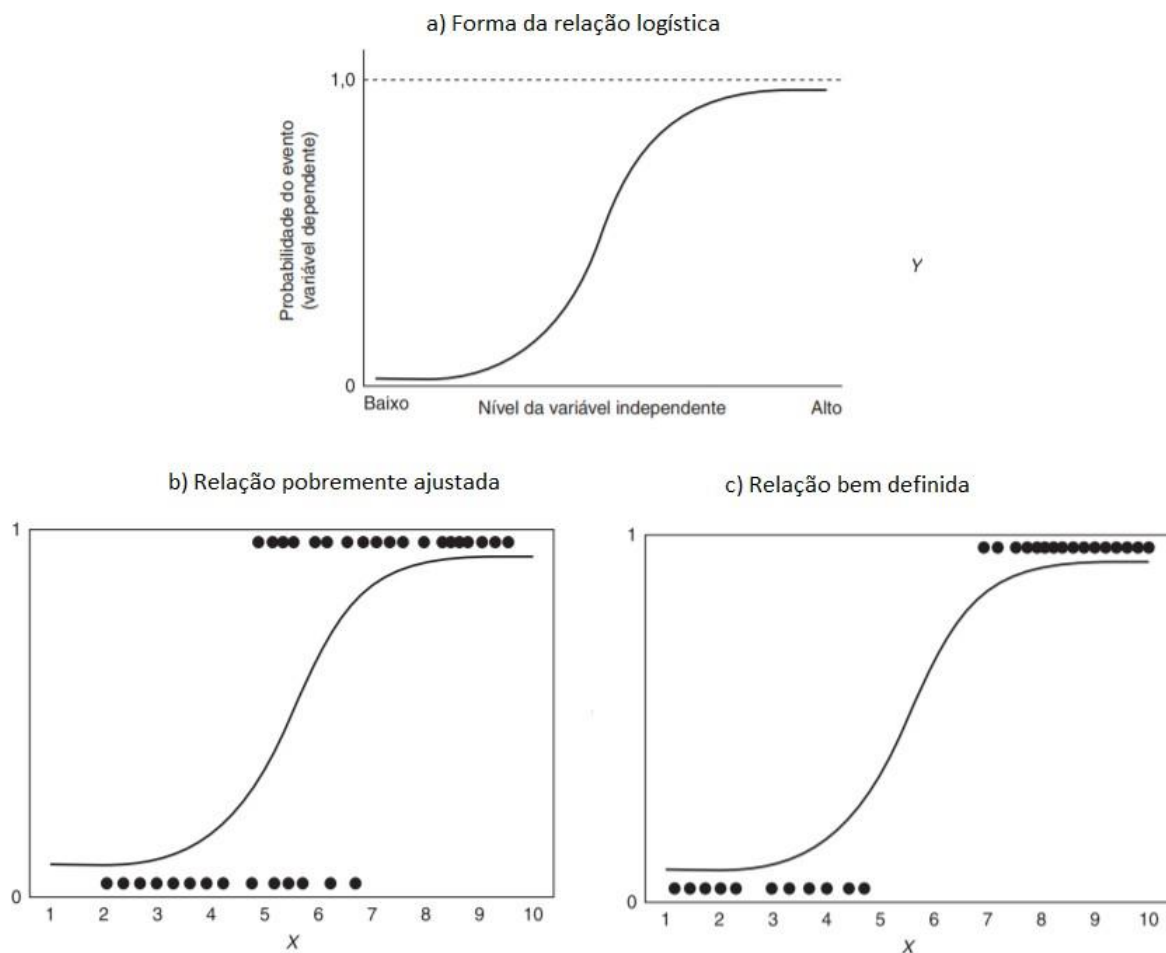 a) Forma da relação logística
1,0
Probabilidade do evento
(variável dependente)
Y
0
Baixo
Nível da variável independente
Alto
b) Relação pobremente ajustada
1
0
1 2 3 4 5 6 7 8 9 10
X
c) Relação bem definida
1
0
1 2 3 4 5 6 7 8 9 10
X